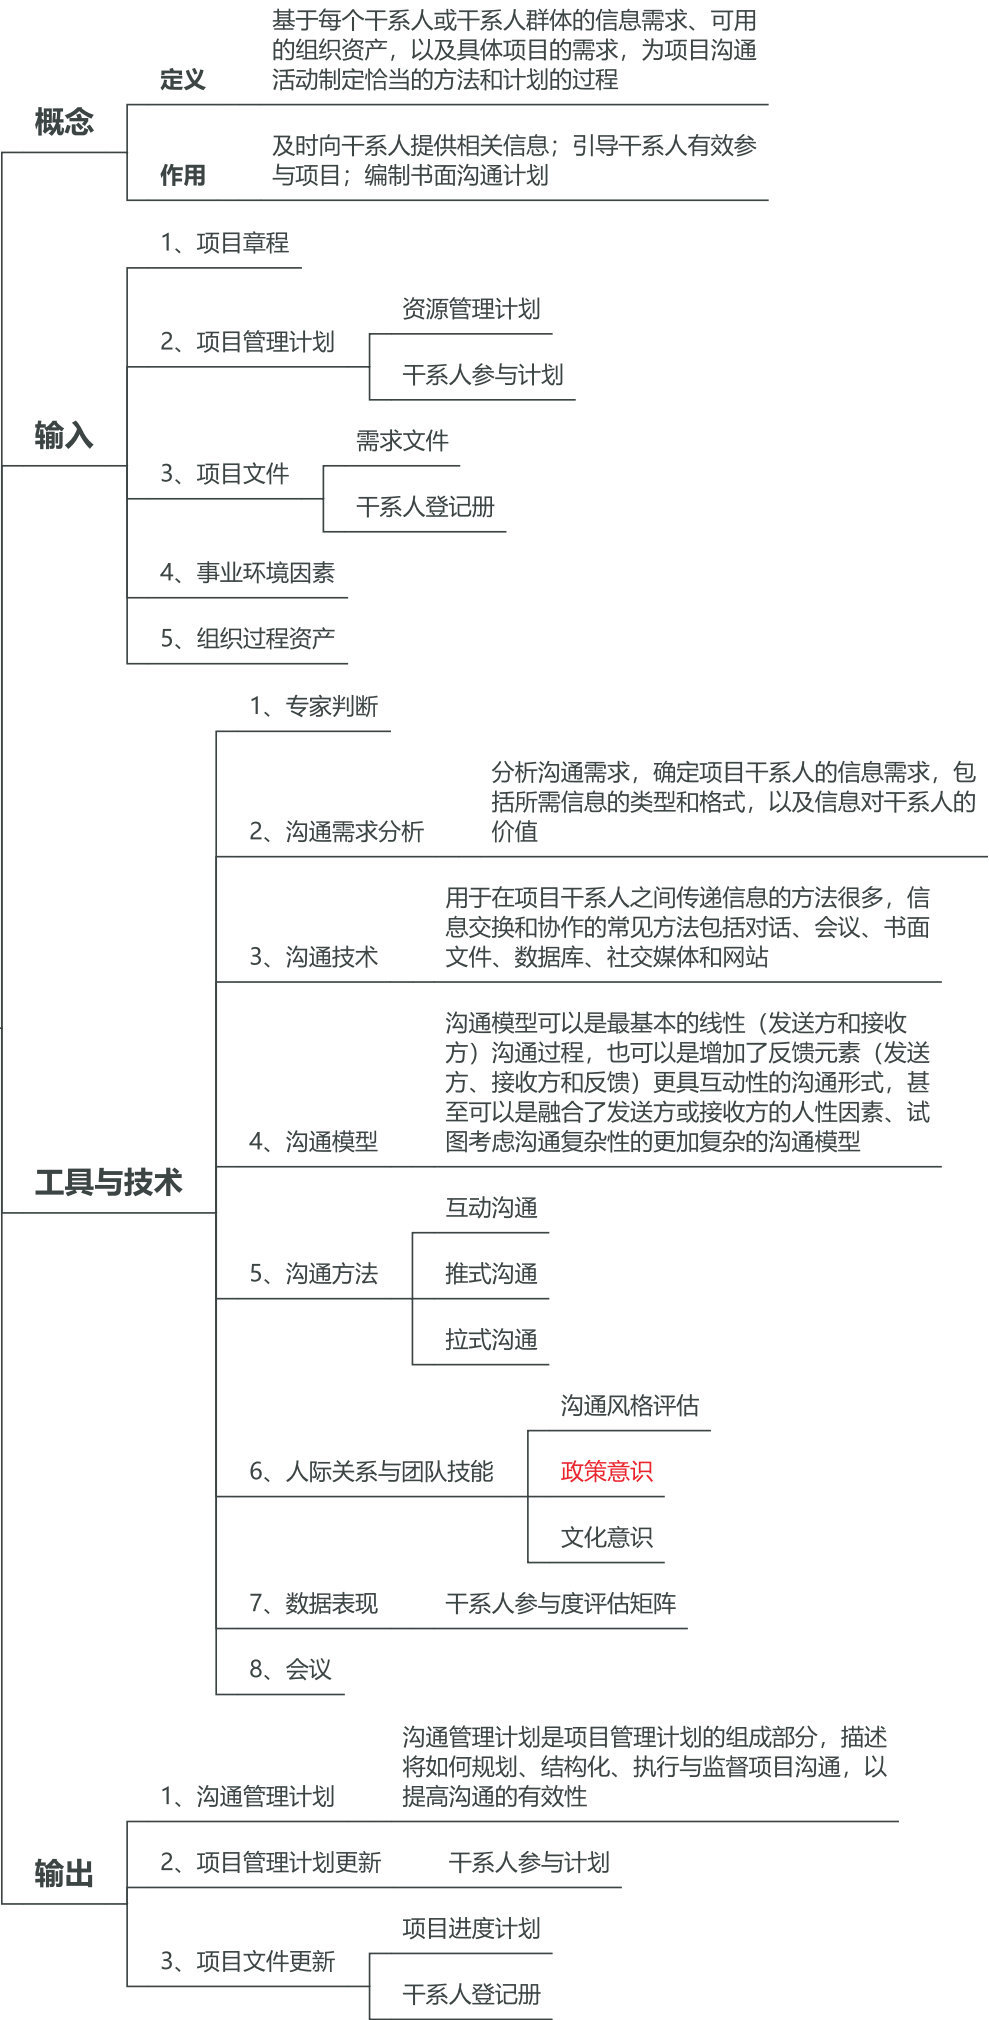 概念
定义
基于每个干系人或干系人群体的信息需求、可用
的组织资产，以及具体项目的需求，为项目沟通
活动制定恰当的方法和计划的过程
作用
及时向干系人提供相关信息；引导干系人有效参
与项目；编制书面沟通计划
输入
1、项目章程
2、项目管理计划
资源管理计划
干系人参与计划
3、项目文件
需求文件
干系人登记册
4、事业环境因素
5、组织过程资产
工具与技术
1、专家判断
2、沟通需求分析
分析沟通需求，确定项目干系人的信息需求，包
括所需信息的类型和格式，以及信息对干系人的
价值
3、沟通技术
用于在项目干系人之间传递信息的方法很多，信
息交换和协作的常见方法包括对话、会议、书面
文件、数据库、社交媒体和网站
4、沟通模型
沟通模型可以是最基本的线性（发送方和接收
方）沟通过程，也可以是增加了反馈元素（发送
方、接收方和反馈）更具互动性的沟通形式，甚
至可以是融合了发送方或接收方的人性因素、试
图考虑沟通复杂性的更加复杂的沟通模型
5、沟通方法
互动沟通
推式沟通
拉式沟通
6、人际关系与团队技能
沟通风格评估
政策意识
文化意识
7、数据表现
干系人参与度评估矩阵
8、会议
输出
1、沟通管理计划
沟通管理计划是项目管理计划的组成部分，描述
将如何规划、结构化、执行与监督项目沟通，以
提高沟通的有效性
2、项目管理计划更新
干系人参与计划
3、项目文件更新
项目进度计划
干系人登记册